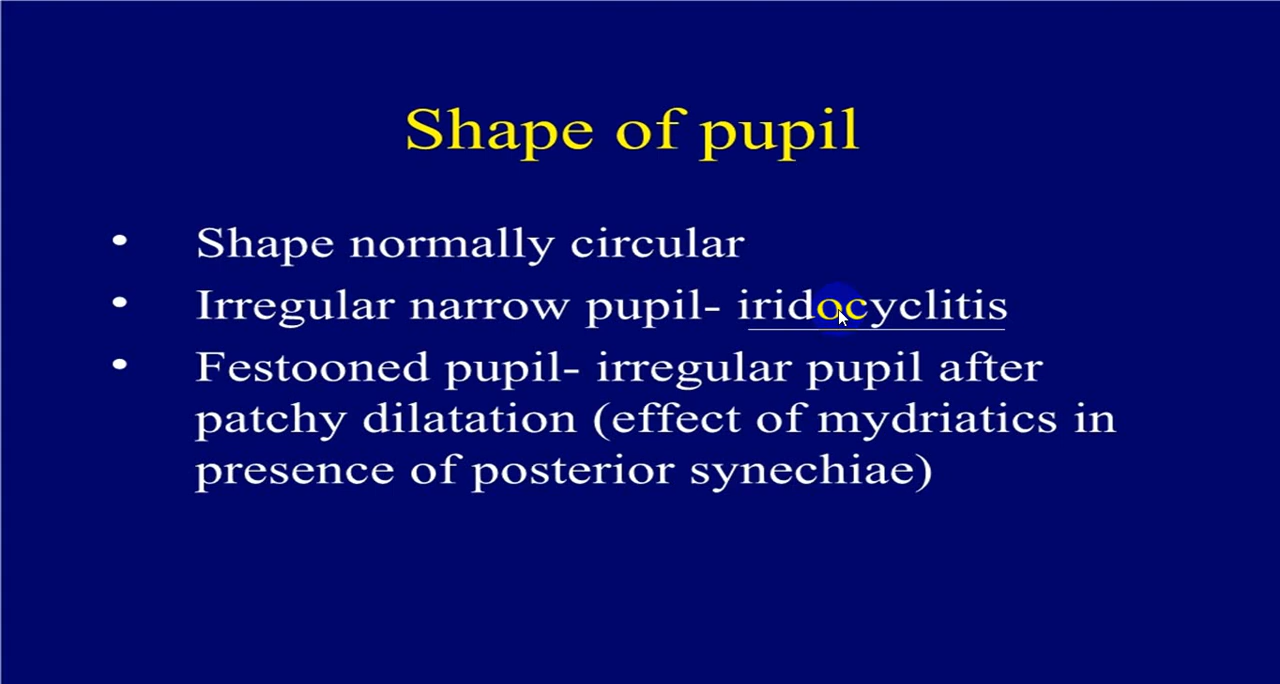 Shape of pupil
• Shape normally circular
• Irregular narrow pupil- iridocyclitis
• Festooned pupil- irregular pupil after
patchy dilatation (effect of mydriatics in
presence of posterior synechiae)